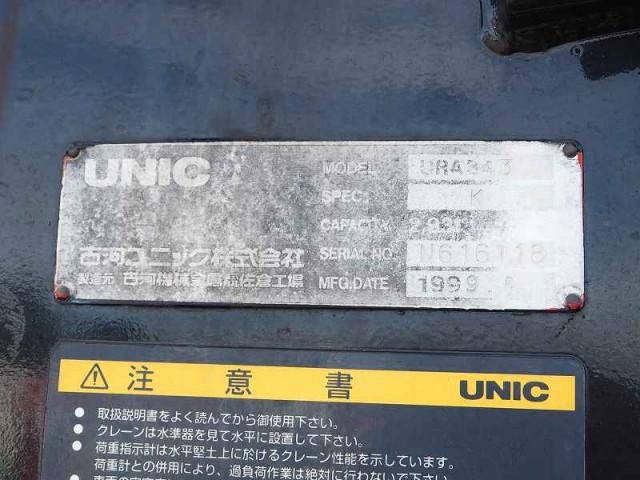 UNIC
MODEL URA343
SPEC. K
CAPACITY
古河ユニック株式会社
SERIAL NO. N616118
製造元 古河機械金属㈱佐倉工場
MFG.DATE 1999
注意書 UNIC
● 取扱説明書をよく読んでから御使用下さい。
● クレーンは水準器を見て水平に設置して下さい。
● 荷重指示計は水平堅土上に於けるクレーン性能を示しています。
荷重計との併用により、過負荷作業は絶対に行わないで下さい。